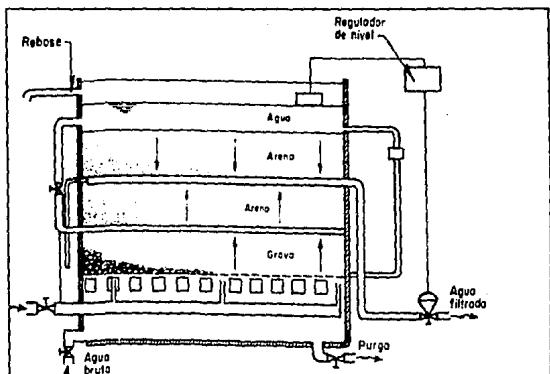 Rebose
Regulador
de nivel
Agua
Arena
Arena
Grava
Agua
filtrada
Purga
Agua
bruta